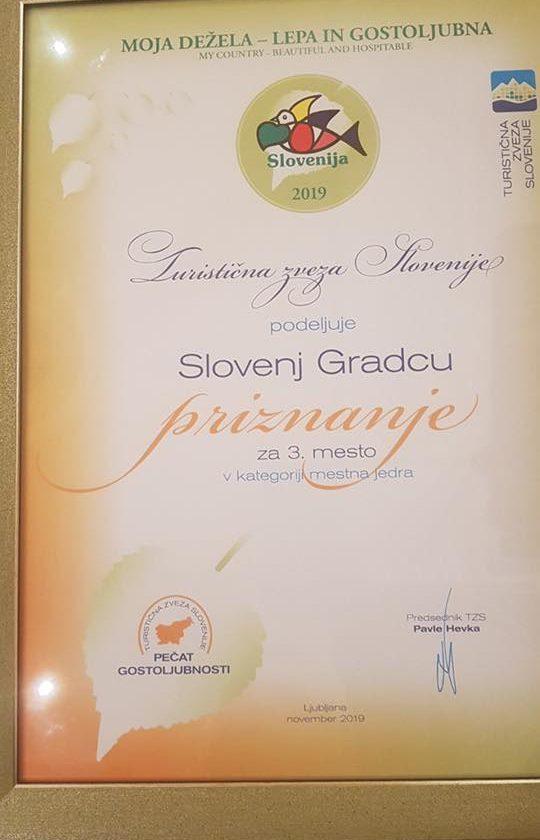 MOJA DEŽELA – LEPA IN GOSTOLJUBNA
MY COUNTRY - BEAUTIFUL AND HOSPITABLE
Slovenija
2019
TURISTIČNA
ZVEZA
SLOVENIJE
Turistična zveza Slovenije
podeljuje
Slovenj Gradcu
priznanje
za 3. mesto
v kategoriji mestna jedra
TURISTIČNA ZVEZA SLOVENIJE
PEČAT
GOSTOLJUBNOSTI
Predsednik TZS
Pavle Hevka
Ljubljana
november 2019